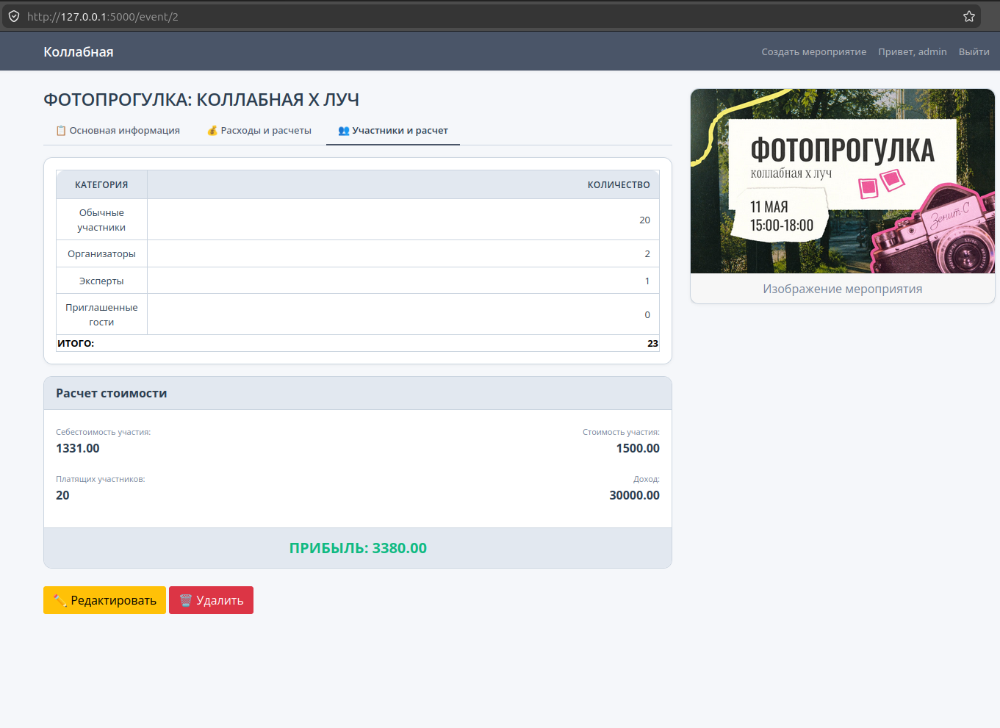 http://127.0.0.1:5000/event/2
Коллабная
Создать мероприятие Привет, admin Выйти
ФОТОПРОГУЛКА: КОЛЛАБНАЯ Х ЛУЧ
📋 Основная информация 💰 Расходы и расчеты 👥 Участники и расчет
КАТЕГОРИЯ КОЛИЧЕСТВО
Обычные участники 20
Организаторы 2
Эксперты 1
Приглашенные гости 0
ИТОГО: 23
Расчет стоимости
Себестоимость участия: Стоимость участия:
1331.00 1500.00
Платящих участников: Доход:
20 30000.00
ПРИБЫЛЬ: 3380.00
✏️ Редактировать 🗑️ Удалить
ФОТОПРОГУЛКА
коллабная х луч
11 МАЯ
15:00-18:00
Зенит-С
Изображение мероприятия